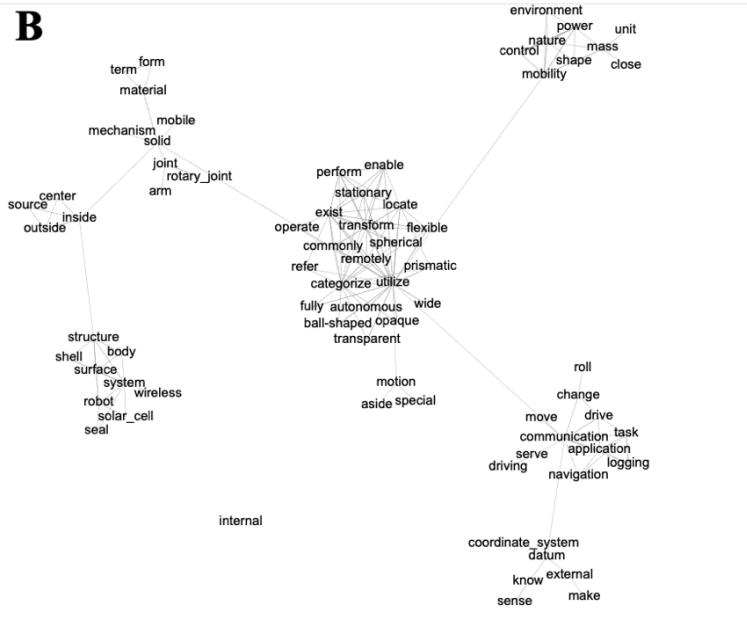 B
environment
power
unit
nature
control
mass
shape
close
mobility
form
term
material
mobile
mechanism
solid
joint
rotary_joint
arm
center
source
inside
outside
enable
perform
stationary
locate
exist
transform
operate
flexible
commonly
spherical
remotely
refer
prismatic
categorize
utilize
fully
autonomous
wide
ball-shaped
opaque
transparent
structure
body
shell
surface
system
wireless
robot
solar_cell
seal
motion
aside
special
roll
change
move
drive
communication
task
application
serve
driving
logging
navigation
internal
coordinate_system
datum
know
external
sense
make